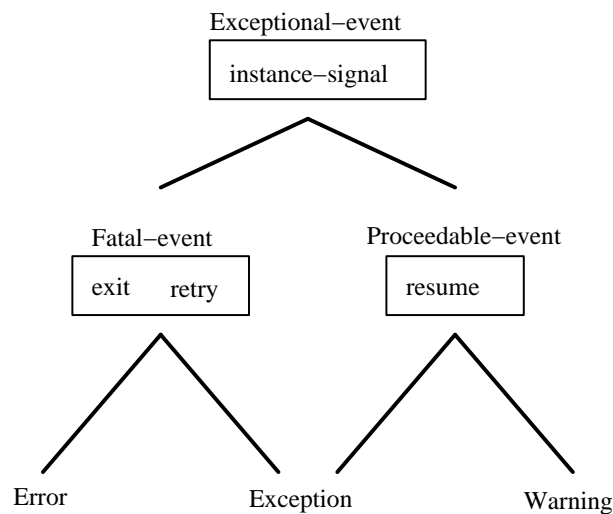 Exceptional−event
instance−signal
Fatal−event
Proceedable−event
exit retry
resume
Error
Exception
Warning